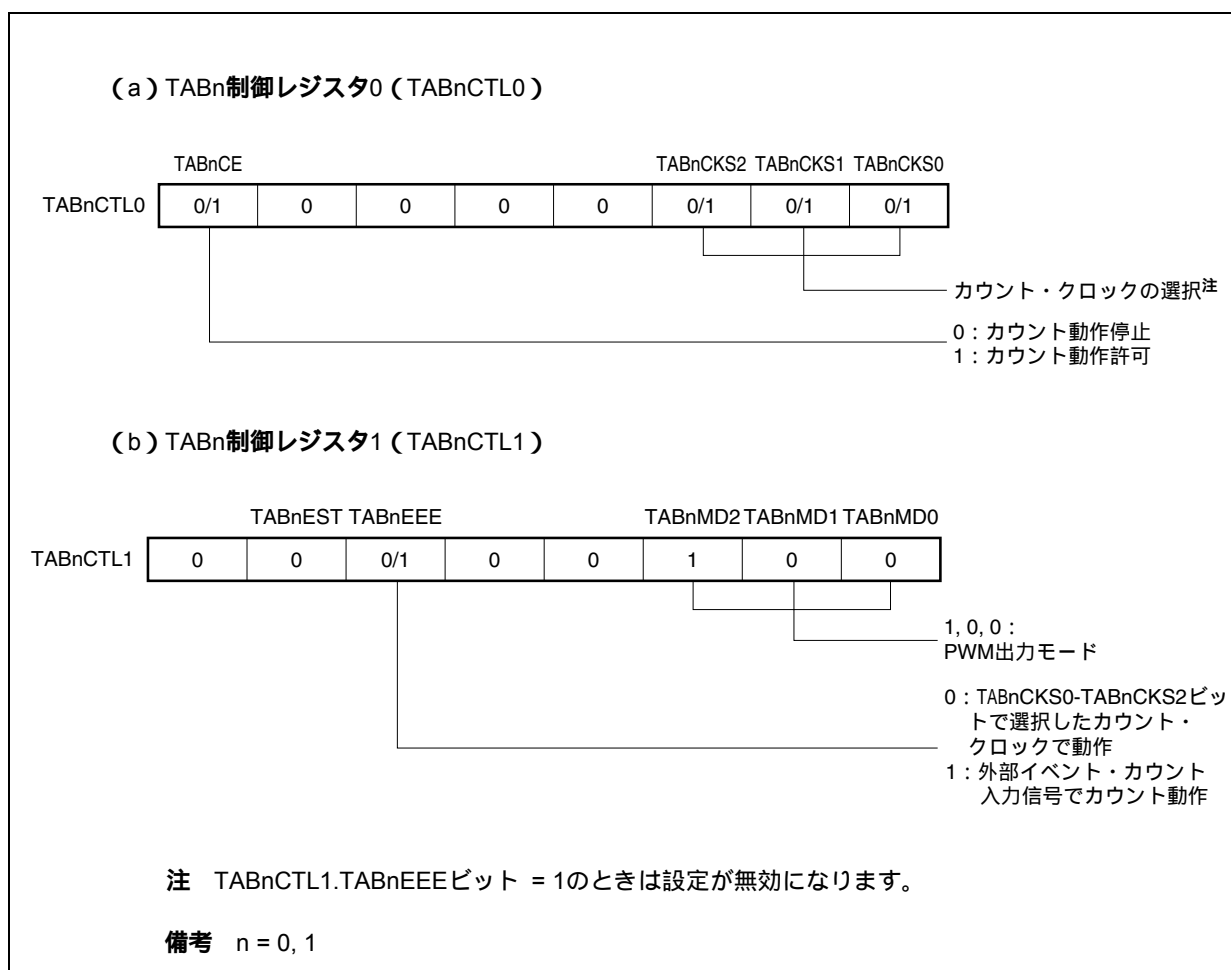 (a)TABn制御レジスタ0(TABnCTL0)
TABnCE TABnCKS2 TABnCKS1 TABnCKS0
TABnCTL0 0/1 0 0 0 0 0/1 0/1 0/1
カウント・クロックの選択注
0:カウント動作停止
1:カウント動作許可
(b)TABn制御レジスタ1(TABnCTL1)
TABnEST TABnEEE TABnMD2 TABnMD1 TABnMD0
TABnCTL1 0 0 0/1 0 0 1 0 0
1, 0, 0:
PWM出力モード
0:TABnCKS0-TABnCKS2ビッ
トで選択したカウント・
クロックで動作
1:外部イベント・カウント
入力信号でカウント動作
注 TABnCTL1.TABnEEEビット = 1のときは設定が無効になります。
備考 n = 0, 1